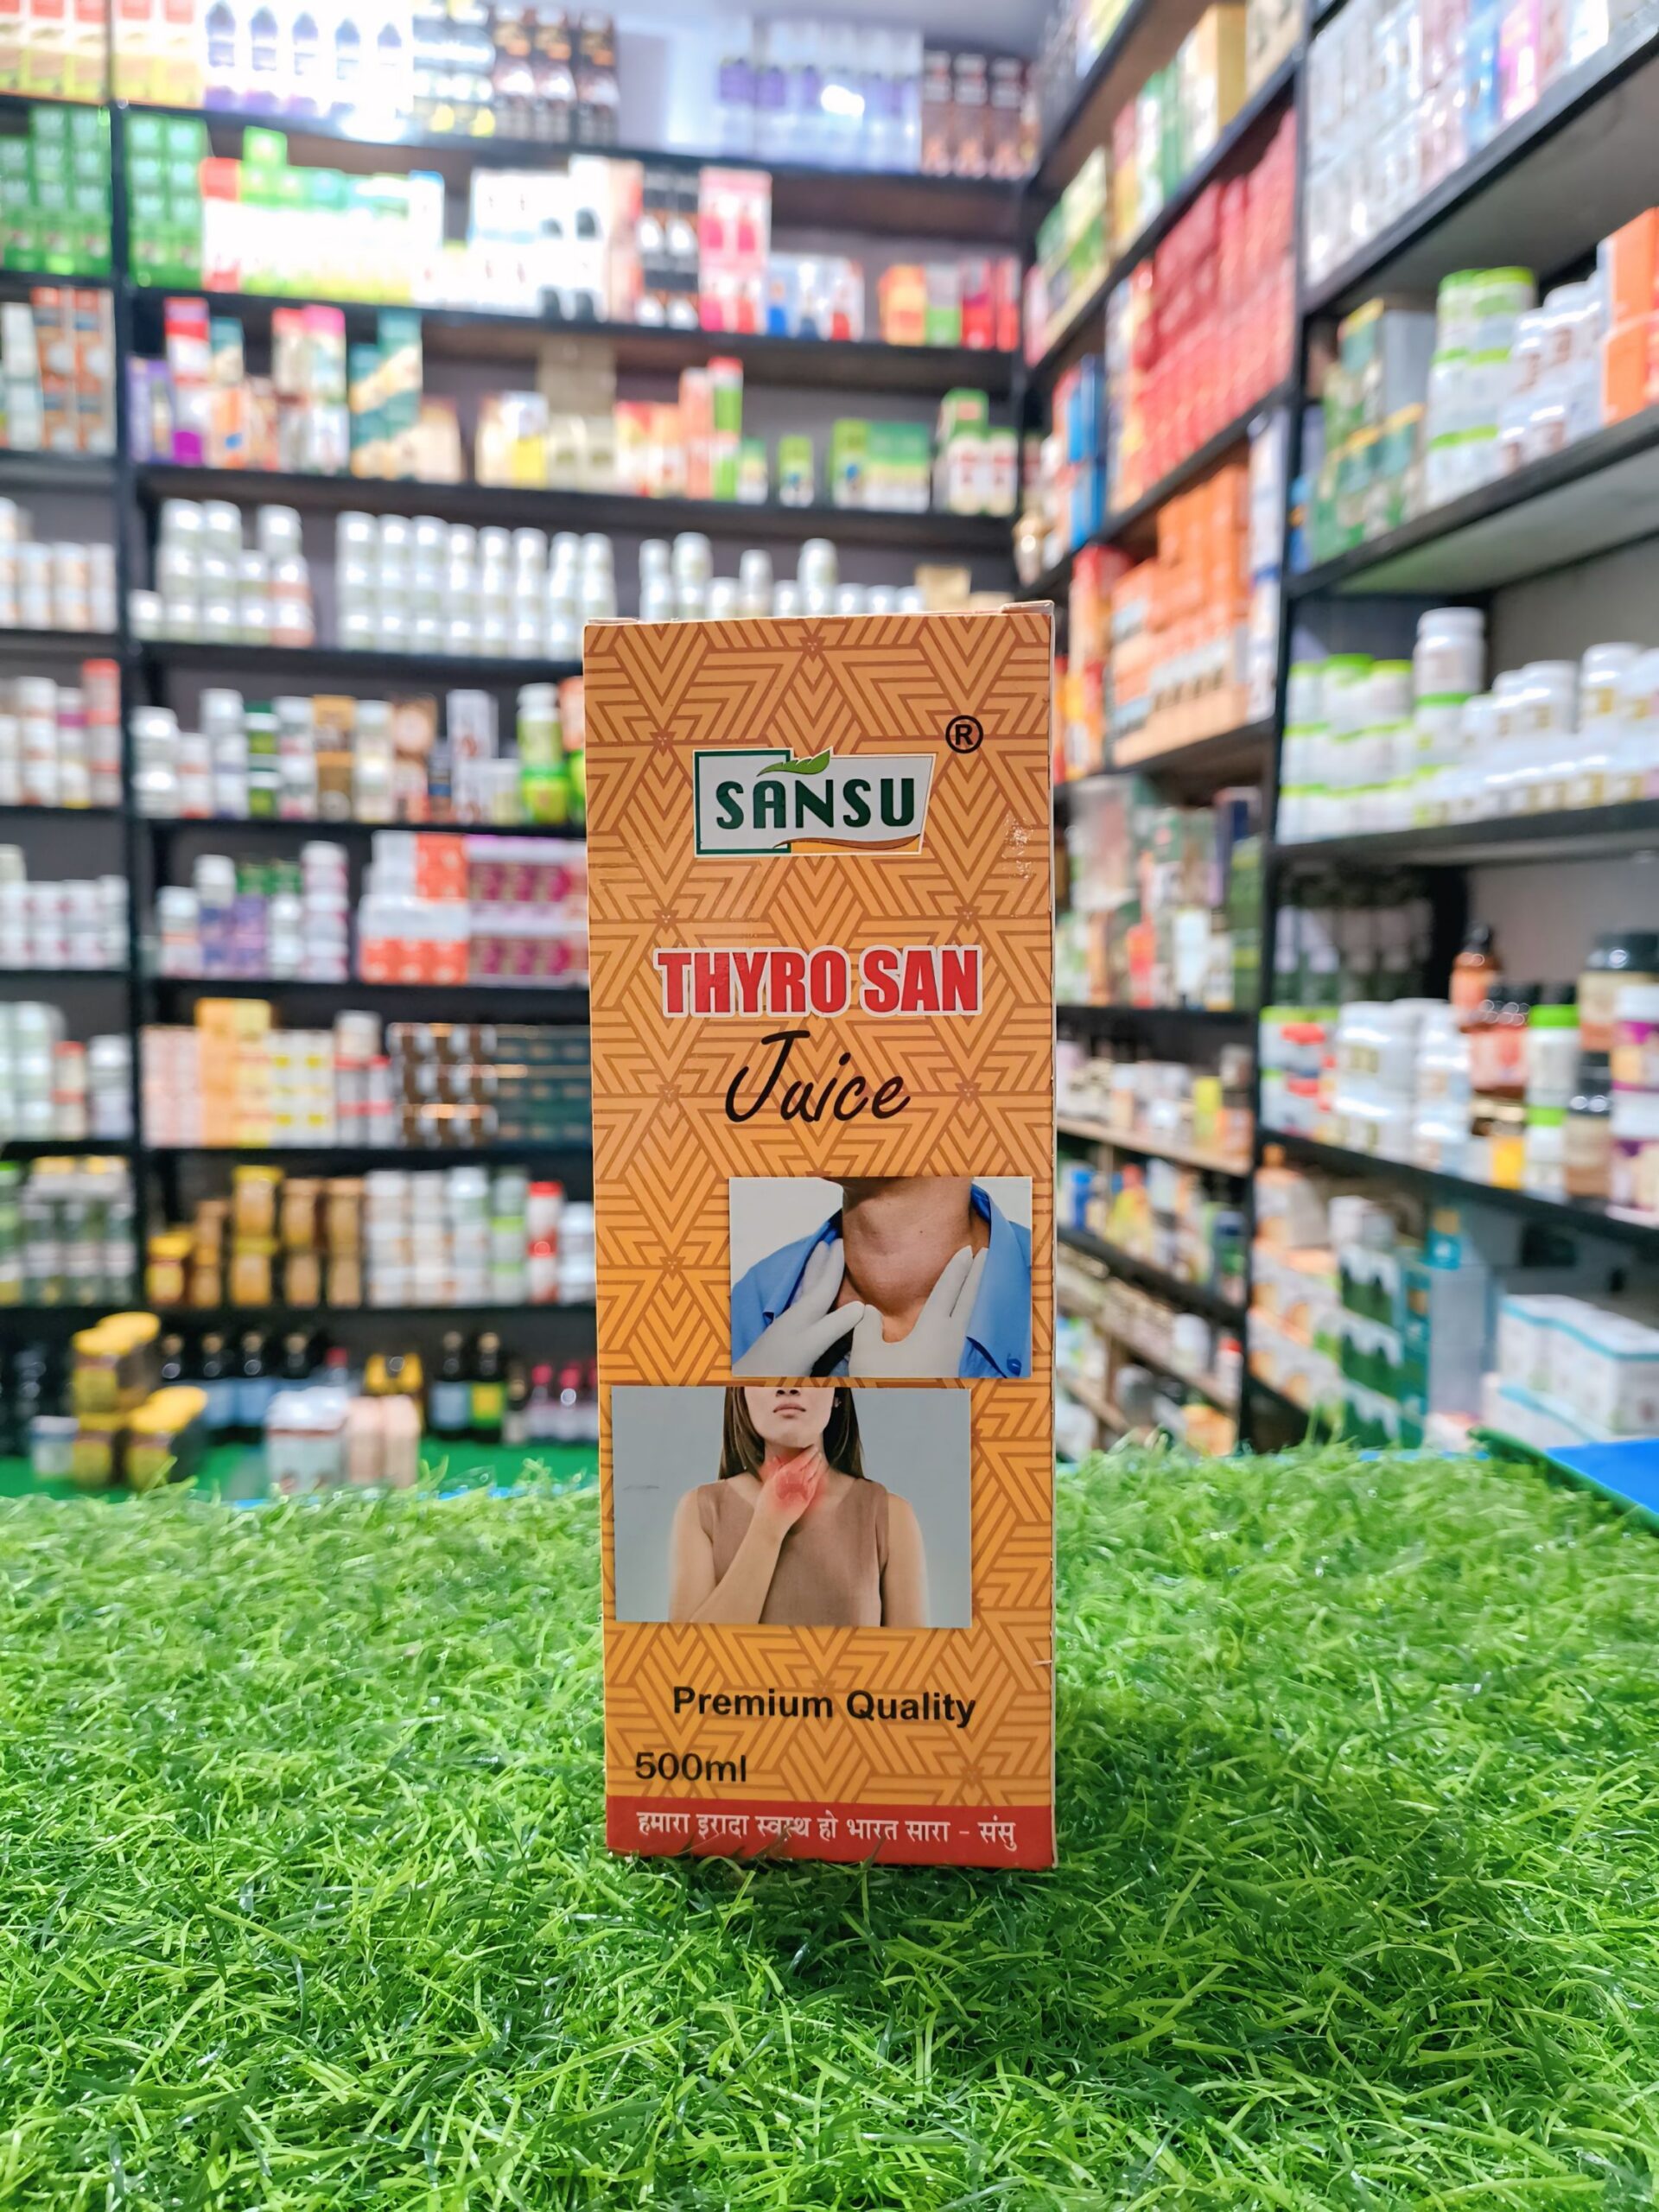 ®
SANSU
THYRO SAN
Juice
Premium Quality
500ml
हमारा इरादा स्वस्थ हो भारत सारा - संसु